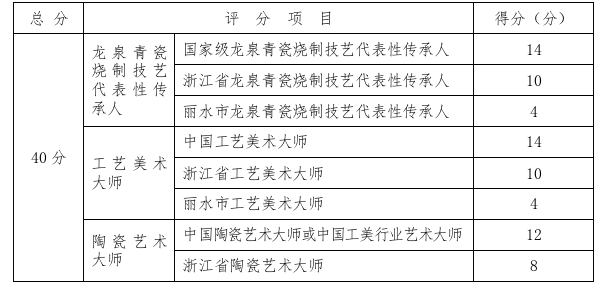 总 分 评 分 项 目 得分（分）
40分
龙泉青瓷
烧制技艺
代表性传
承人
国家级龙泉青瓷烧制技艺代表性传承人 14
浙江省龙泉青瓷烧制技艺代表性传承人 10
丽水市龙泉青瓷烧制技艺代表性传承人 4
工艺美术
大师
中国工艺美术大师 14
浙江省工艺美术大师 10
丽水市工艺美术大师 4
陶瓷艺术
大师
中国陶瓷艺术大师或中国工美行业艺术大师 12
浙江省陶瓷艺术大师 8